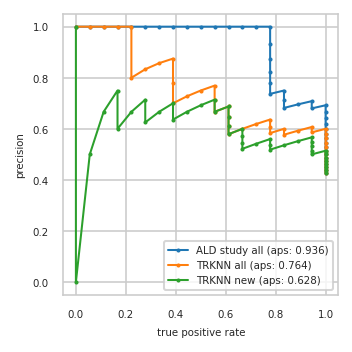 1.0
0.8
0.6
0.4
0.2
0.0
precision
0.0 0.2 0.4 0.6 0.8 1.0
true positive rate
ALD study all (aps: 0.936)
TRKNN all (aps: 0.764)
TRKNN new (aps: 0.628)